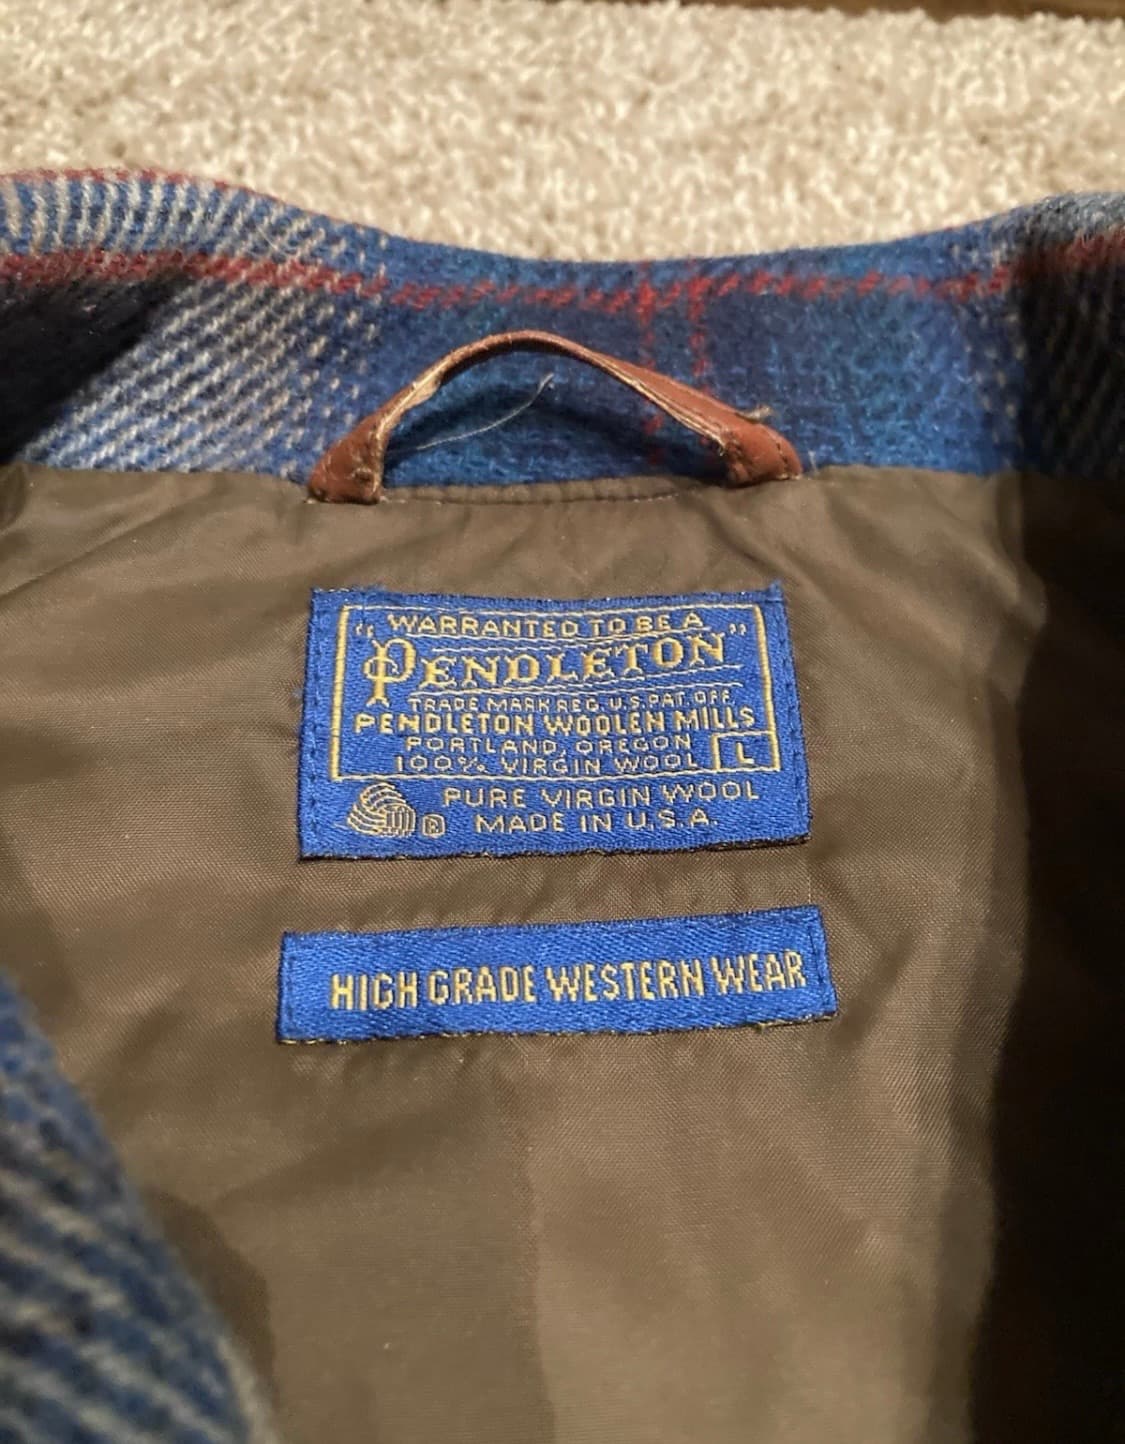 "WARRANTED TO BE A
PENDLETON"
TRADE MARK REG. U.S. PAT. OFF.
PENDLETON WOOLEN MILLS
PORTLAND, OREGON
100% VIRGIN WOOL L
® PURE VIRGIN WOOL
MADE IN U.S.A.
HIGH GRADE WESTERN WEAR